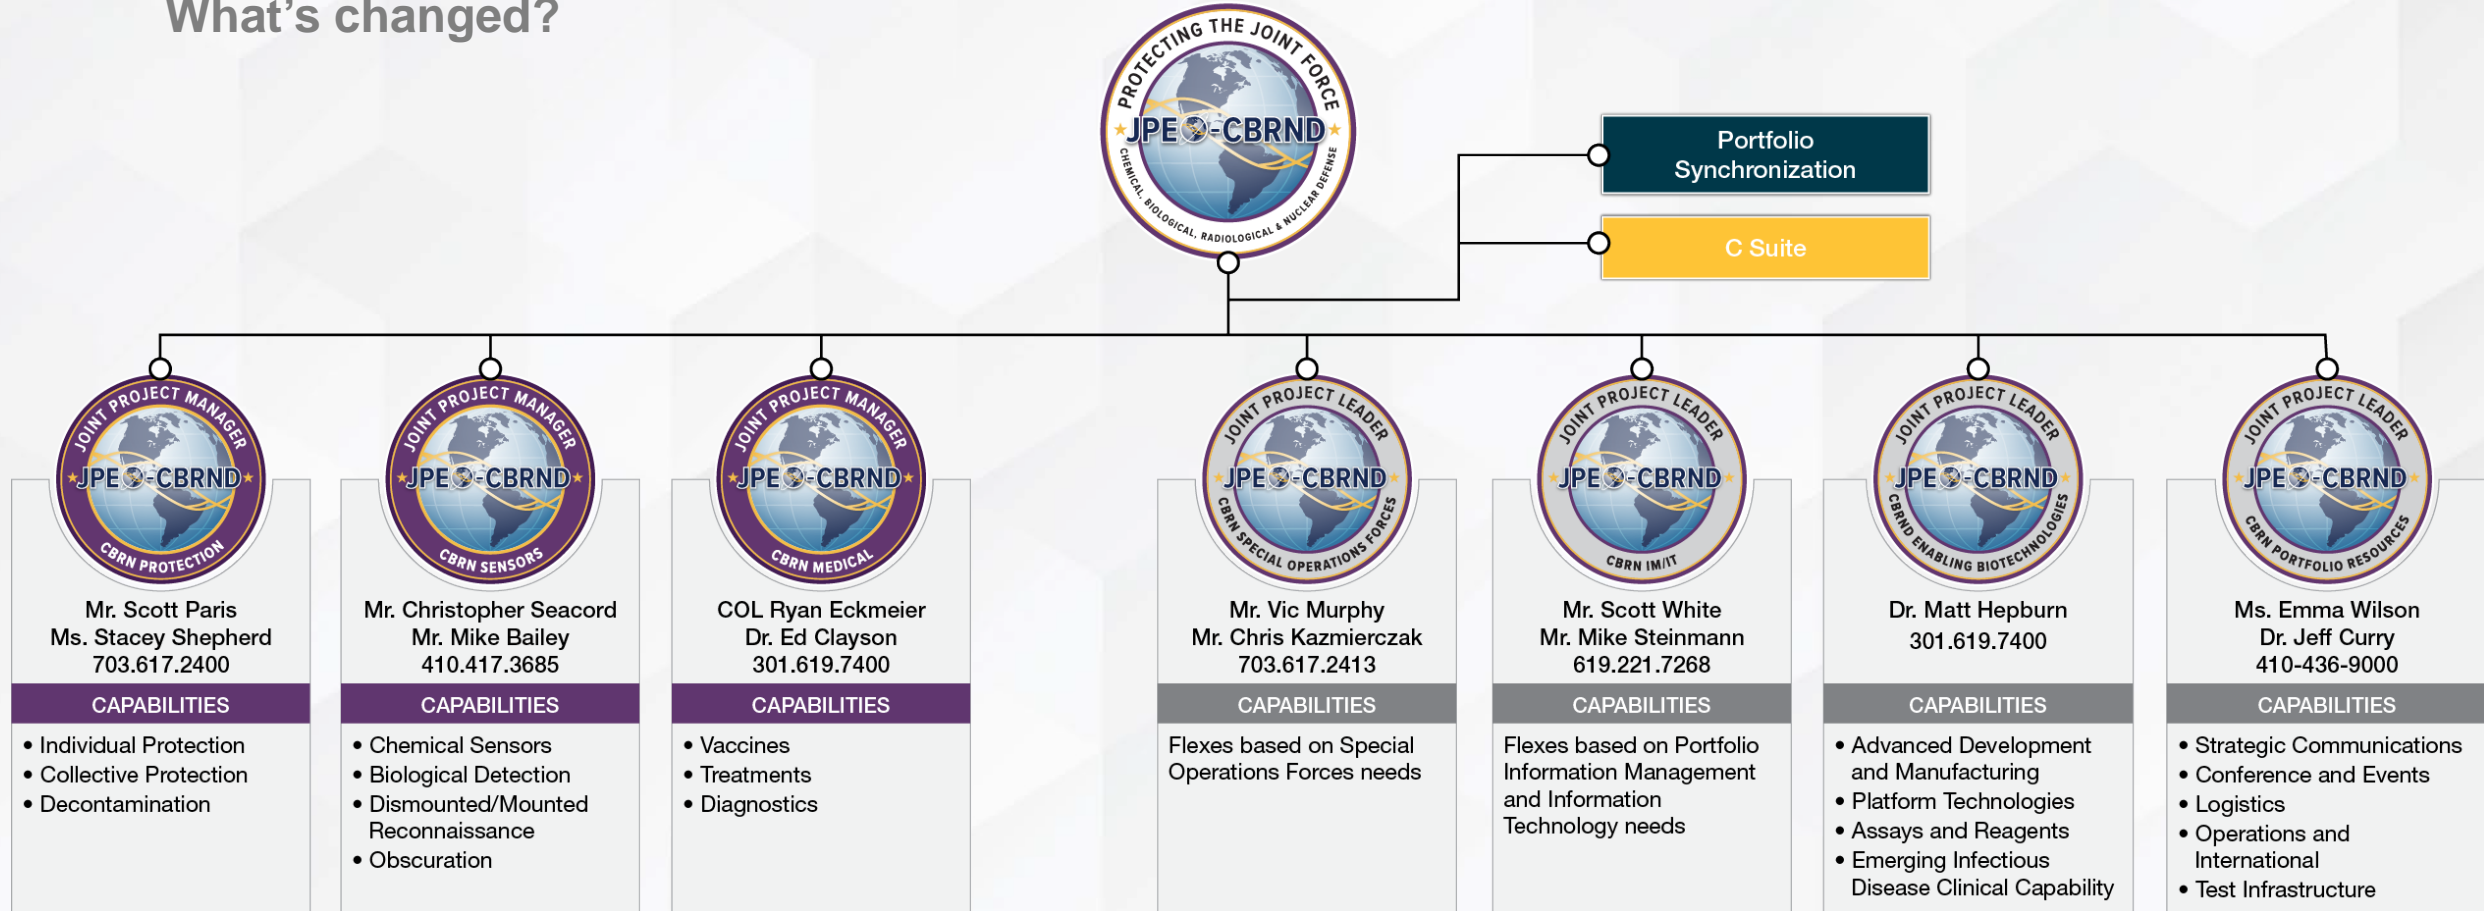 What's changed?
PROTECTING THE JOINT FORCE
JPEO-CBRND
CHEMICAL, BIOLOGICAL, RADIOLOGICAL & NUCLEAR DEFENSE
Portfolio
Synchronization
C Suite
JOINT PROJECT MANAGER
JPEO-CBRND
CBRN PROTECTION
Mr. Scott Paris
Ms. Stacey Shepherd
703.617.2400
CAPABILITIES
• Individual Protection
• Collective Protection
• Decontamination
JOINT PROJECT MANAGER
JPEO-CBRND
CBRN SENSORS
Mr. Christopher Seacord
Mr. Mike Bailey
410.417.3685
CAPABILITIES
• Chemical Sensors
• Biological Detection
• Dismounted/Mounted
Reconnaissance
• Obscuration
JOINT PROJECT MANAGER
JPEO-CBRND
CBRN MEDICAL
COL Ryan Eckmeier
Dr. Ed Clayson
301.619.7400
CAPABILITIES
• Vaccines
• Treatments
• Diagnostics
JOINT PROJECT LEADER
JPEO-CBRND
CBRN SPECIAL OPERATIONS FORCES
Mr. Vic Murphy
Mr. Chris Kazmierczak
703.617.2413
CAPABILITIES
Flexes based on Special
Operations Forces needs
JOINT PROJECT LEADER
JPEO-CBRND
CBRN IM/IT
Mr. Scott White
Mr. Mike Steinmann
619.221.7268
CAPABILITIES
Flexes based on Portfolio
Information Management
and Information
Technology needs
JOINT PROJECT LEADER
JPEO-CBRND
CBRND ENABLING BIOTECHNOLOGIES
Dr. Matt Hepburn
301.619.7400
CAPABILITIES
• Advanced Development
and Manufacturing
• Platform Technologies
• Assays and Reagents
• Emerging Infectious
Disease Clinical Capability
JOINT PROJECT LEADER
JPEO-CBRND
CBRN PORTFOLIO RESOURCES
Ms. Emma Wilson
Dr. Jeff Curry
410-436-9000
CAPABILITIES
• Strategic Communications
• Conference and Events
• Logistics
• Operations and
International
• Test Infrastructure